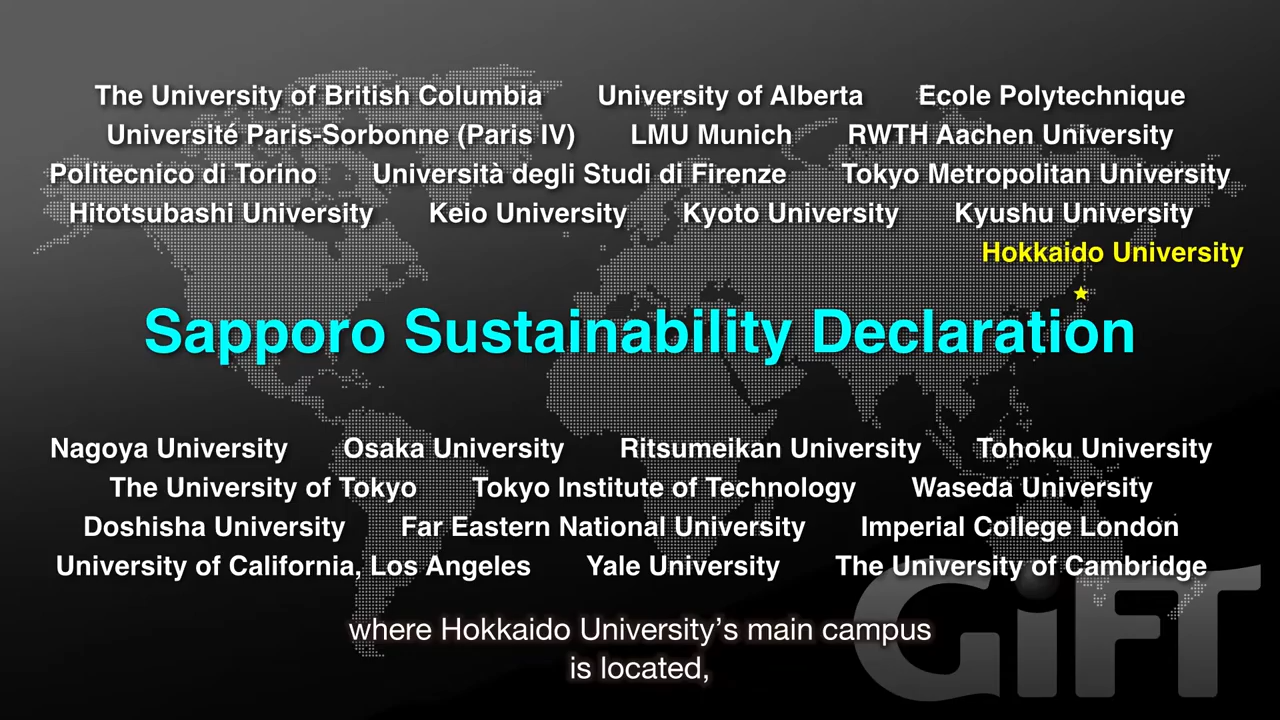 The University of British Columbia University of Alberta Ecole Polytechnique
Université Paris-Sorbonne (Paris IV) LMU Munich RWTH Aachen University
Politecnico di Torino Università degli Studi di Firenze Tokyo Metropolitan University
Hitotsubashi University Keio University Kyoto University Kyushu University
Hokkaido University
Sapporo Sustainability Declaration
Nagoya University Osaka University Ritsumeikan University Tohoku University
The University of Tokyo Tokyo Institute of Technology Waseda University
Doshisha University Far Eastern National University Imperial College London
University of California, Los Angeles Yale University The University of Cambridge
where Hokkaido University’s main campus
is located,
GiFT